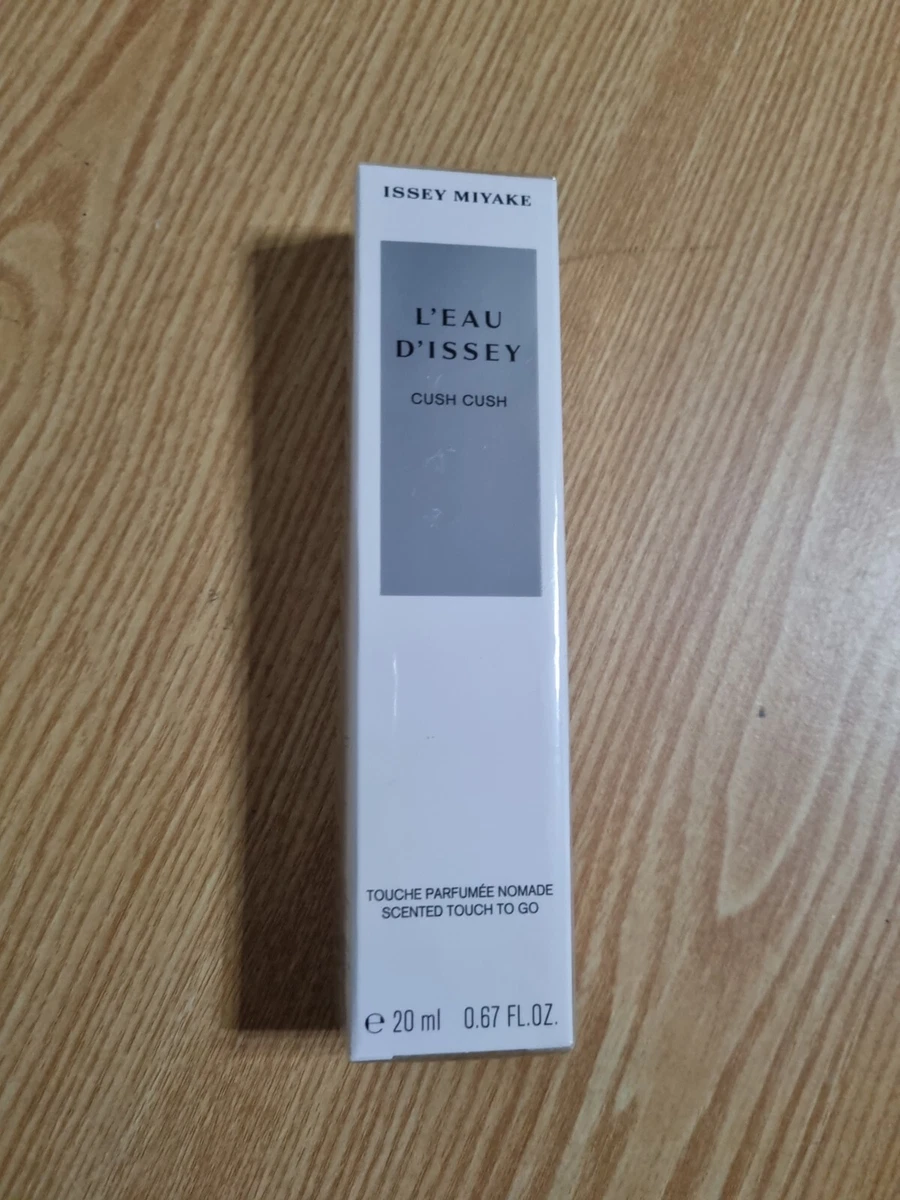 ISSEY MIYAKE
L'EAU
D'ISSEY
CUSH CUSH
TOUCHE PARFUMÉE NOMADE
SCENTED TOUCH TO GO
℮ 20 ml 0.67 FL.OZ.